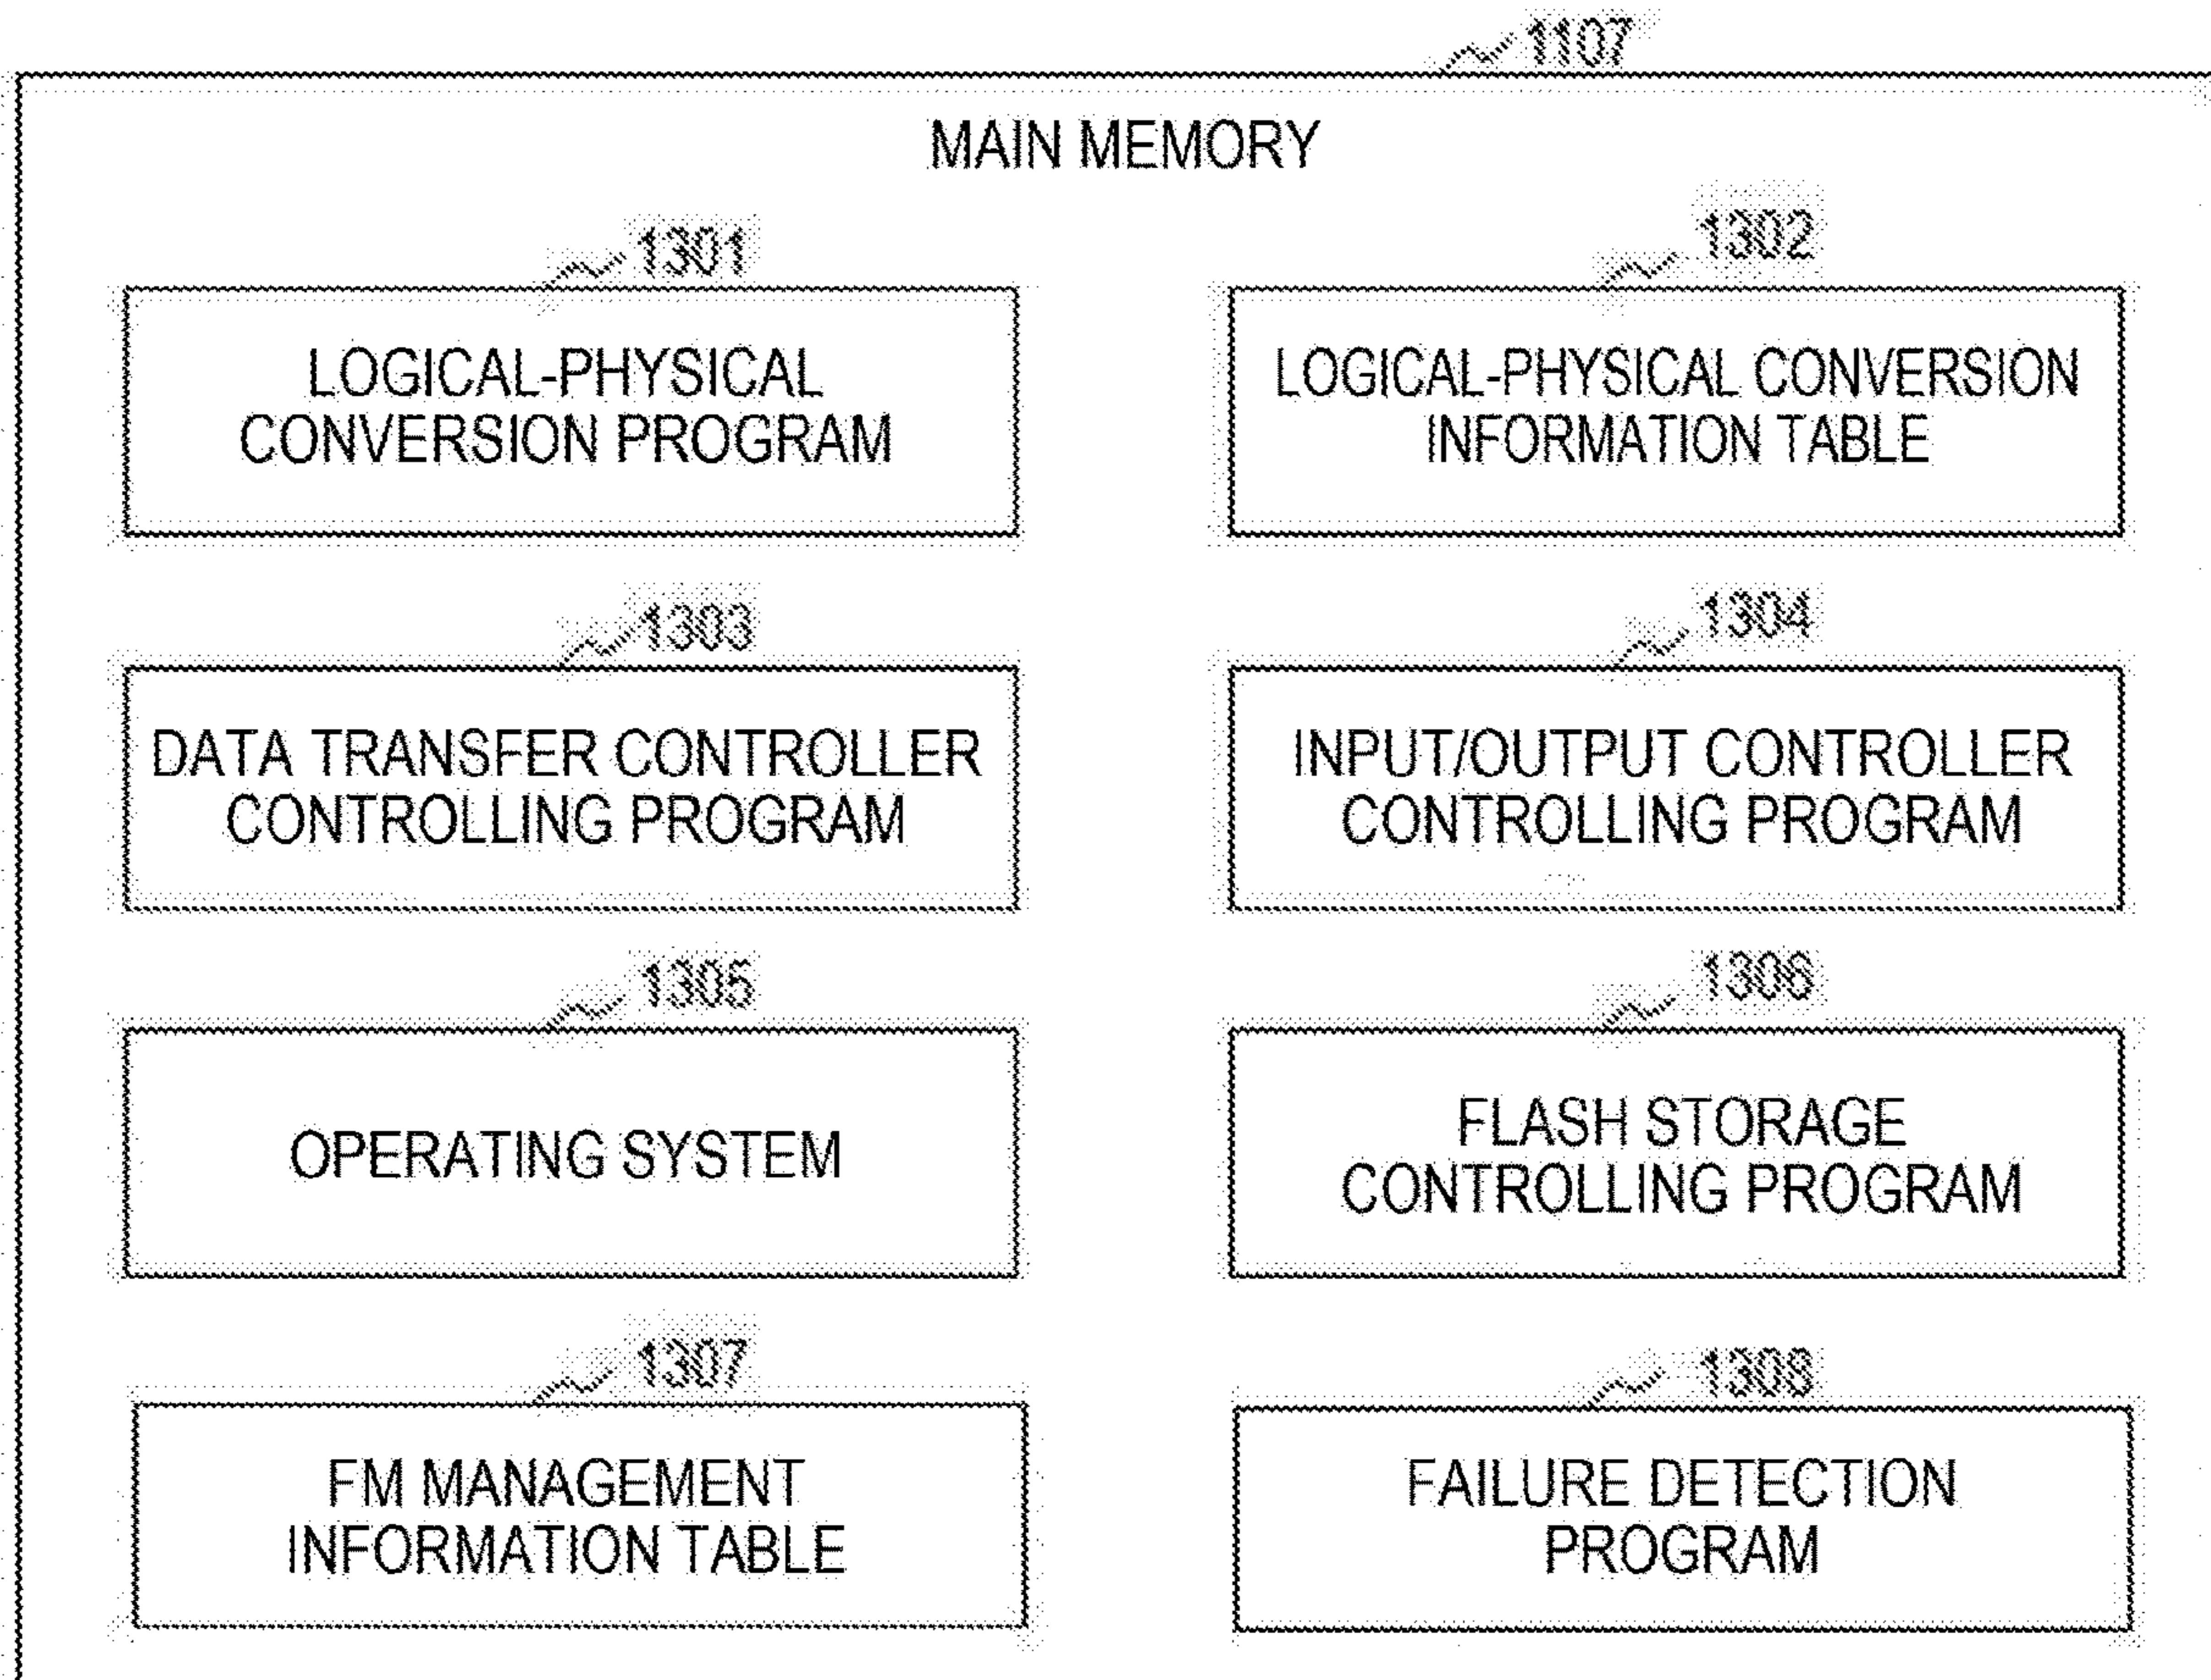 1107
MAIN MEMORY
1301
LOGICAL-PHYSICAL
CONVERSION PROGRAM
1302
LOGICAL-PHYSICAL CONVERSION
INFORMATION TABLE
1303
DATA TRANSFER CONTROLLER
CONTROLLING PROGRAM
1304
INPUT/OUTPUT CONTROLLER
CONTROLLING PROGRAM
1305
OPERATING SYSTEM
1306
FLASH STORAGE
CONTROLLING PROGRAM
1307
FM MANAGEMENT
INFORMATION TABLE
1308
FAILURE DETECTION
PROGRAM